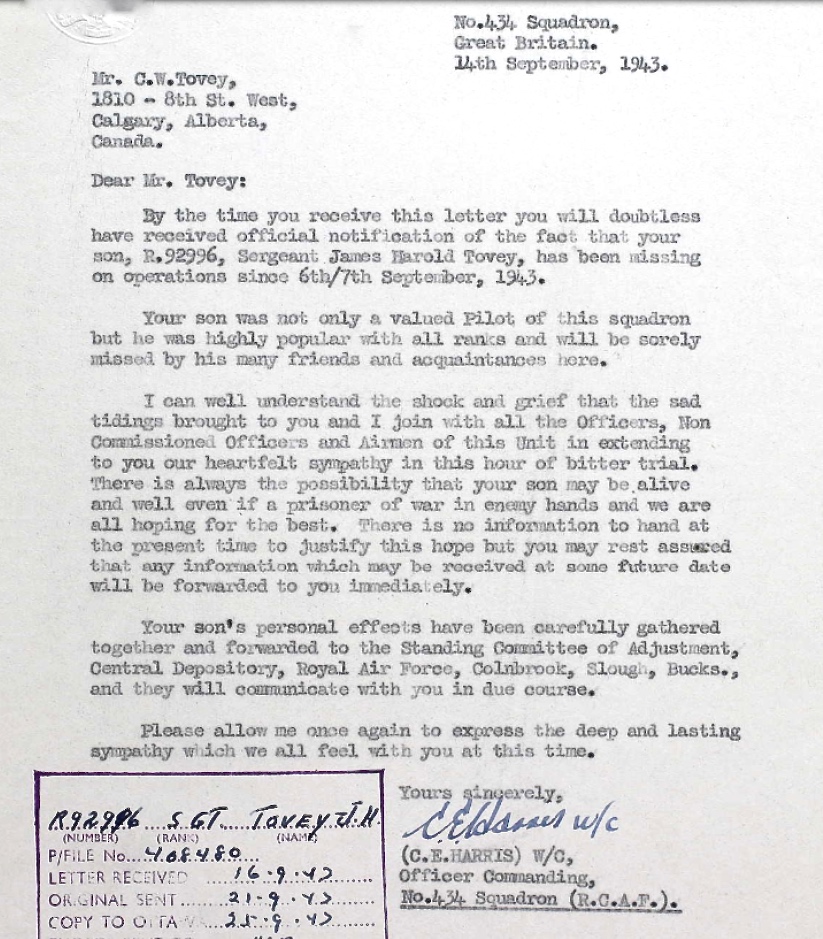 No.434 Squadron,
Great Britain.
14th September, 1943.
Mr. C.W.Tovey,
1810 - 8th St. West,
Calgary, Alberta,
Canada.
Dear Mr. Tovey:
By the time you receive this letter you will doubtless
have received official notification of the fact that your
son, R.92996, Sergeant James Harold Tovey, has been missing
on operations since 6th/7th September, 1943.
Your son was not only a valued Pilot of this squadron
but he was highly popular with all ranks and will be sorely
missed by his many friends and acquaintances here.
I can well understand the shock and grief that the sad
tidings brought to you and I join with all the Officers, Non
Commissioned Officers and Airmen of this Unit in extending
to you our heartfelt sympathy in this hour of bitter trial.
There is always the possibility that your son may be alive
and well even if a prisoner of war in enemy hands and we are
all hoping for the best. There is no information to hand at
the present time to justify this hope but you may rest assured
that any information which may be received at some future date
will be forwarded to you immediately.
Your son's personal effects have been carefully gathered
together and forwarded to the Standing Committee of Adjustment,
Central Depository, Royal Air Force, Colnbrook, Slough, Bucks.,
and they will communicate with you in due course.
Please allow me once again to express the deep and lasting
sympathy which we all feel with you at this time.
Yours sincerely,
C.E.Harris w/c
(C.E.HARRIS) W/C,
Officer Commanding,
No.434 Squadron (R.C.A.F.).
R92996 SGT TOVEY J.H.
(NUMBER) (RANK) (NAME)
P/FILE No. 408480
LETTER RECEIVED 16.9.43
ORIGINAL SENT 21.9.43
COPY TO OTTAWA 25.9.43